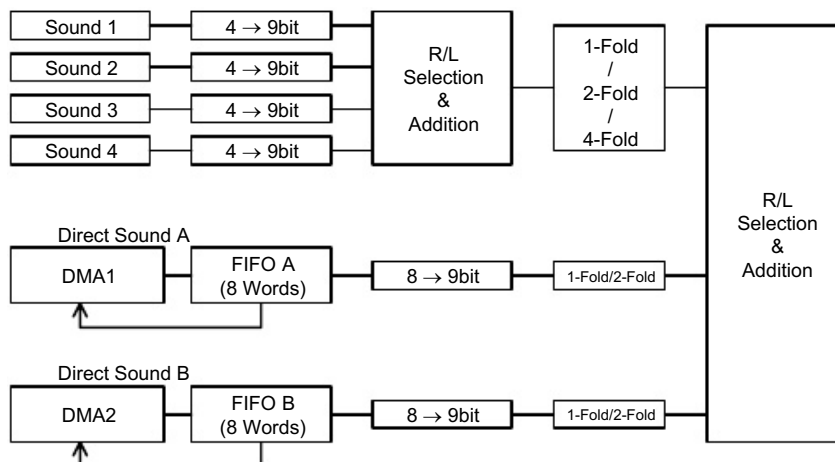 Sound 1
4 → 9bit
Sound 2
4 → 9bit
Sound 3
4 → 9bit
Sound 4
4 → 9bit
R/L
Selection
&
Addition
1-Fold
/
2-Fold
/
4-Fold
R/L
Selection
&
Addition
Direct Sound A
DMA1
FIFO A
(8 Words)
8 → 9bit
1-Fold/2-Fold
Direct Sound B
DMA2
FIFO B
(8 Words)
8 → 9bit
1-Fold/2-Fold